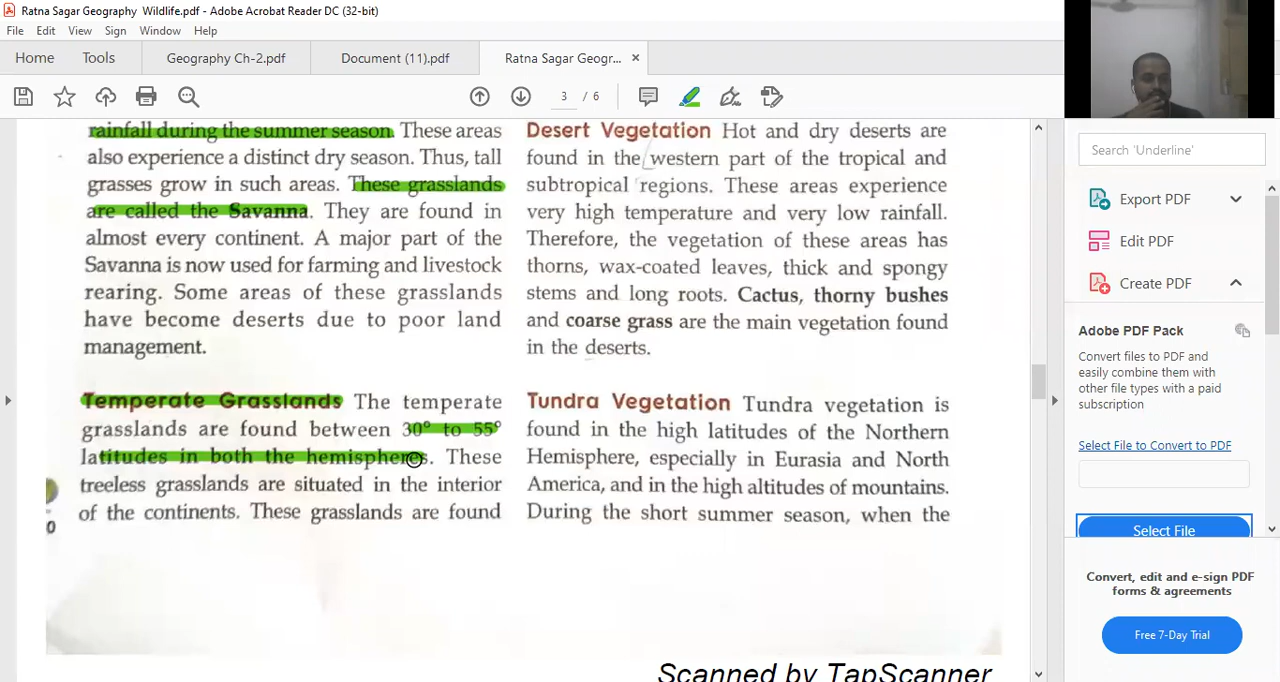 Ratna Sagar Geography Wildlife.pdf - Adobe Acrobat Reader DC (32-bit)
File Edit View Sign Window Help
Home Tools Geography Ch-2.pdf Document (11).pdf Ratna Sagar Geogr... ×
3 / 6
rainfall during the summer season. These areas
also experience a distinct dry season. Thus, tall
grasses grow in such areas. These grasslands
are called the Savanna. They are found in
almost every continent. A major part of the
Savanna is now used for farming and livestock
rearing. Some areas of these grasslands
have become deserts due to poor land
management.
Temperate Grasslands The temperate
grasslands are found between 30° to 55°
latitudes in both the hemispheres. These
treeless grasslands are situated in the interior
of the continents. These grasslands are found
0
Desert Vegetation Hot and dry deserts are
found in the western part of the tropical and
subtropical regions. These areas experience
very high temperature and very low rainfall.
Therefore, the vegetation of these areas has
thorns, wax-coated leaves, thick and spongy
stems and long roots. Cactus, thorny bushes
and coarse grass are the main vegetation found
in the deserts.
Tundra Vegetation Tundra vegetation is
found in the high latitudes of the Northern
Hemisphere, especially in Eurasia and North
America, and in the high altitudes of mountains.
During the short summer season, when the
Scanned by TapScanner
Search 'Underline'
Export PDF
Edit PDF
Create PDF
Adobe PDF Pack
Convert files to PDF and
easily combine them with
other file types with a paid
subscription
Select File to Convert to PDF
Select File
Convert, edit and e-sign PDF
forms & agreements
Free 7-Day Trial